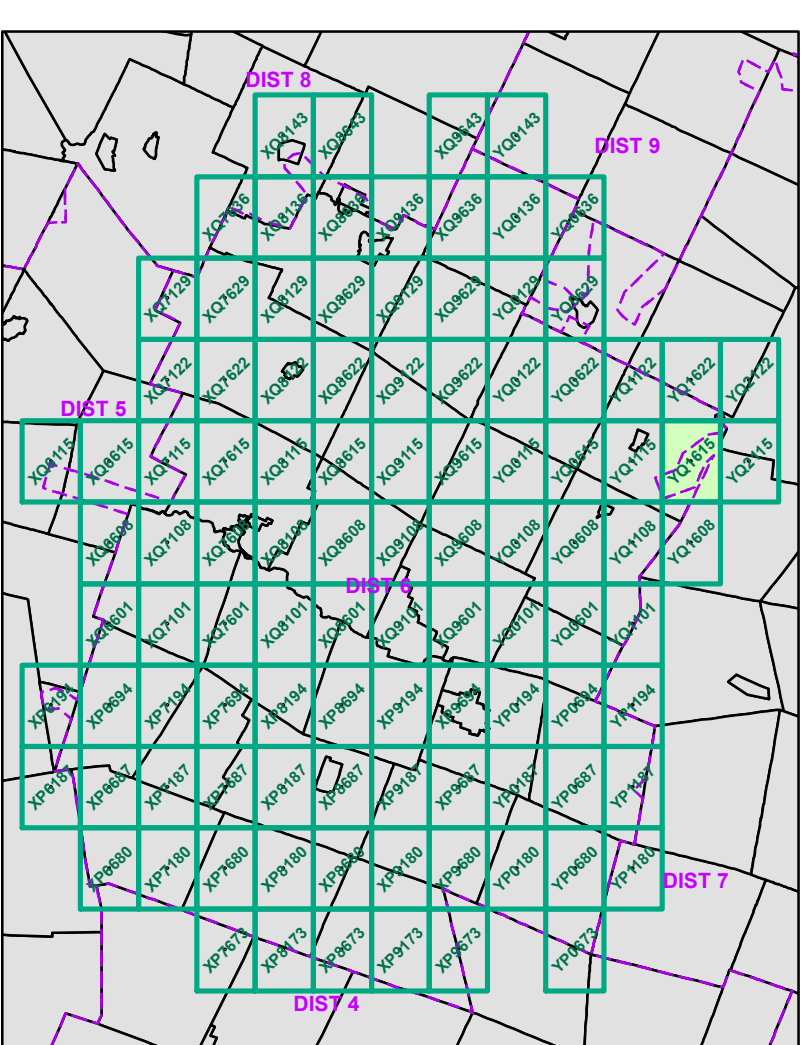 DIST 8
XQ8143
XQ8643
XQ9643
YQ0143
DIST 9
XQ7636
XQ8136
XQ8636
XQ9136
XQ9636
YQ0136
YQ0636
XQ7129
XQ7629
XQ8129
XQ8629
XQ9129
XQ9629
YQ0129
YQ0629
XQ7122
XQ7622
XQ8122
XQ8622
XQ9122
XQ9622
YQ0122
YQ0622
YQ1122
YQ1622
YQ2122
DIST 5
XQ6115
XQ6615
XQ7115
XQ7615
XQ8115
XQ8615
XQ9115
XQ9615
YQ0115
YQ0615
YQ1115
YQ1615
YQ2115
XQ6608
XQ7108
XQ7608
XQ8108
XQ8608
XQ9108
XQ9608
YQ0108
YQ0608
YQ1108
YQ1608
DIST 6
XQ6601
XQ7101
XQ7601
XQ8101
XQ8601
XQ9101
XQ9601
YQ0101
YQ0601
YQ1101
XP6194
XP6694
XP7194
XP7694
XP8194
XP8694
XP9194
XP9694
YP0194
YP0694
YP1194
XP6187
XP6687
XP7187
XP7687
XP8187
XP8687
XP9187
XP9687
YP0187
YP0687
YP1187
XP6680
XP7180
XP7680
XP8180
XP8680
XP9180
XP9680
YP0180
YP0680
YP1180
DIST 7
XP7673
XP8173
XP8673
XP9173
XP9673
YP0673
DIST 4